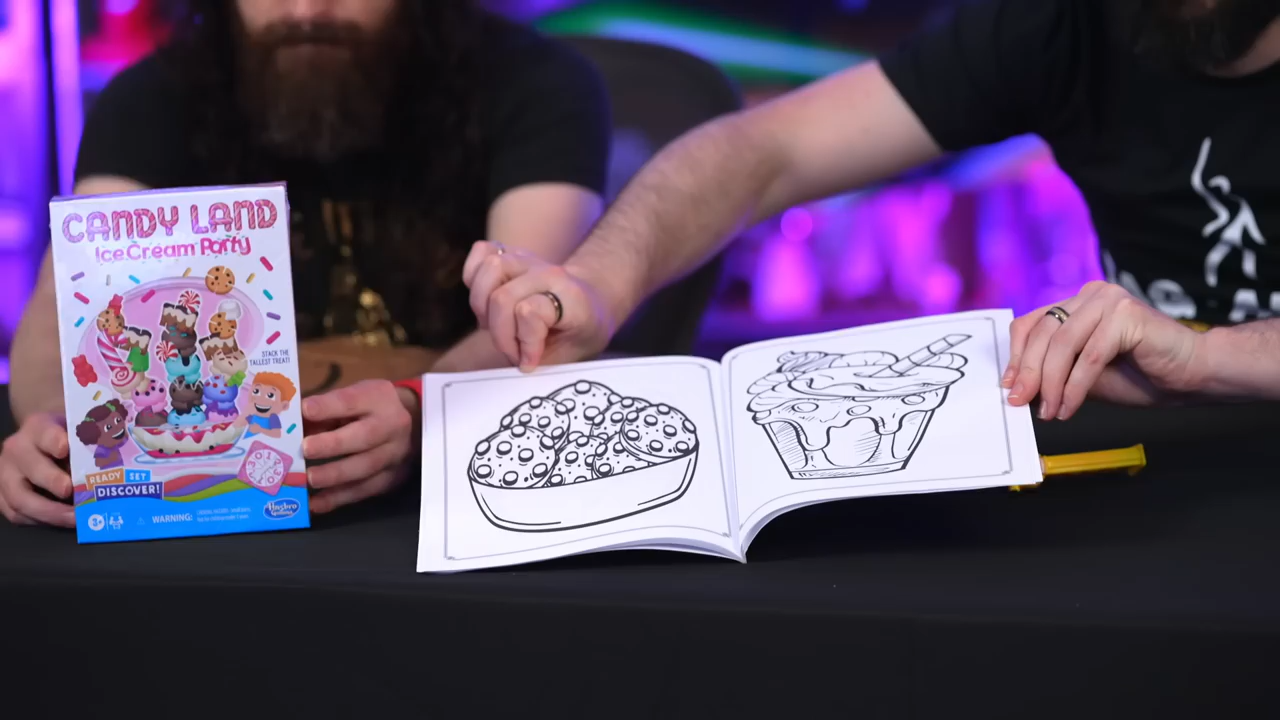 CANDY LAND
Ice Cream Party
STACK THE
TALLEST TREAT!
READY SET
DISCOVER!
3+
WARNING:
Hasbro
Gaming